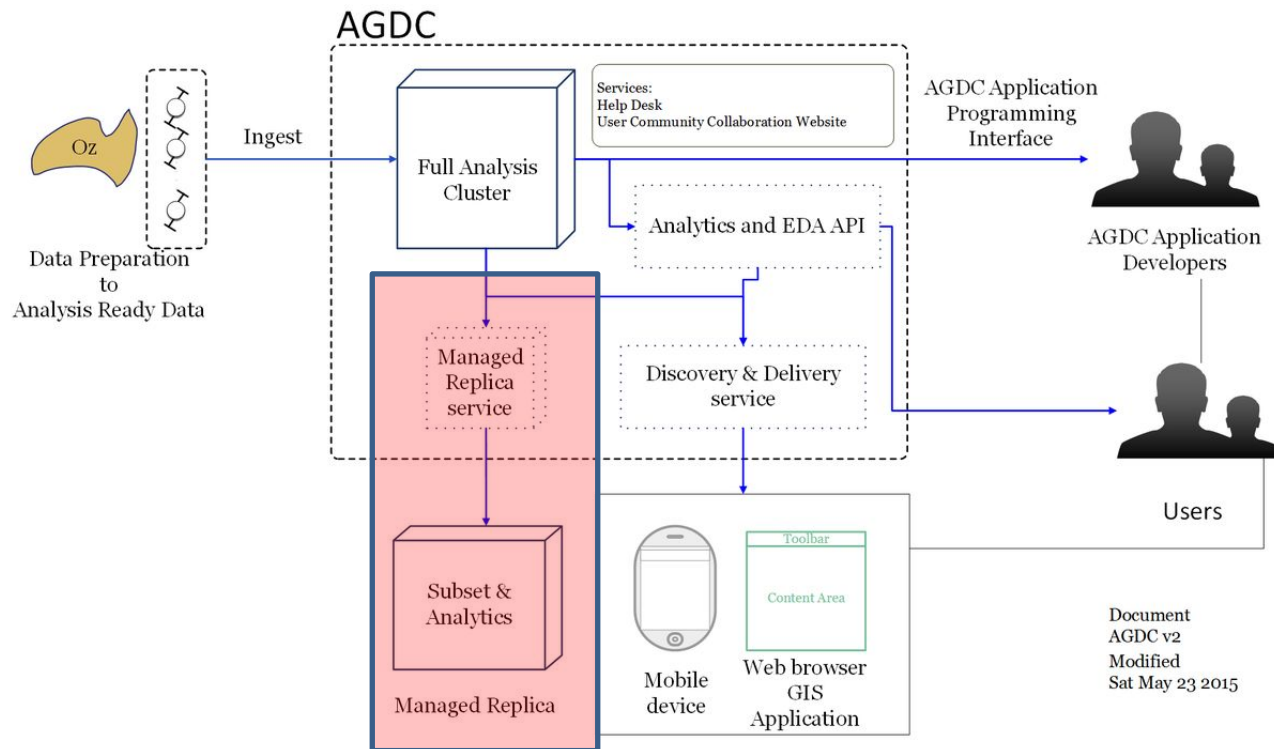 AGDC
Services:
Help Desk
User Community Collaboration Website
AGDC Application
Programming
Interface
Oz
Ingest
Full Analysis
Cluster
Analytics and EDA API
AGDC Application
Developers
Data Preparation
to
Analysis Ready Data
Managed
Replica
service
Discovery & Delivery
service
Users
Subset &
Analytics
Managed Replica
Toolbar
Content Area
Mobile
device
Web browser
GIS
Application
Document
AGDC v2
Modified
Sat May 23 2015